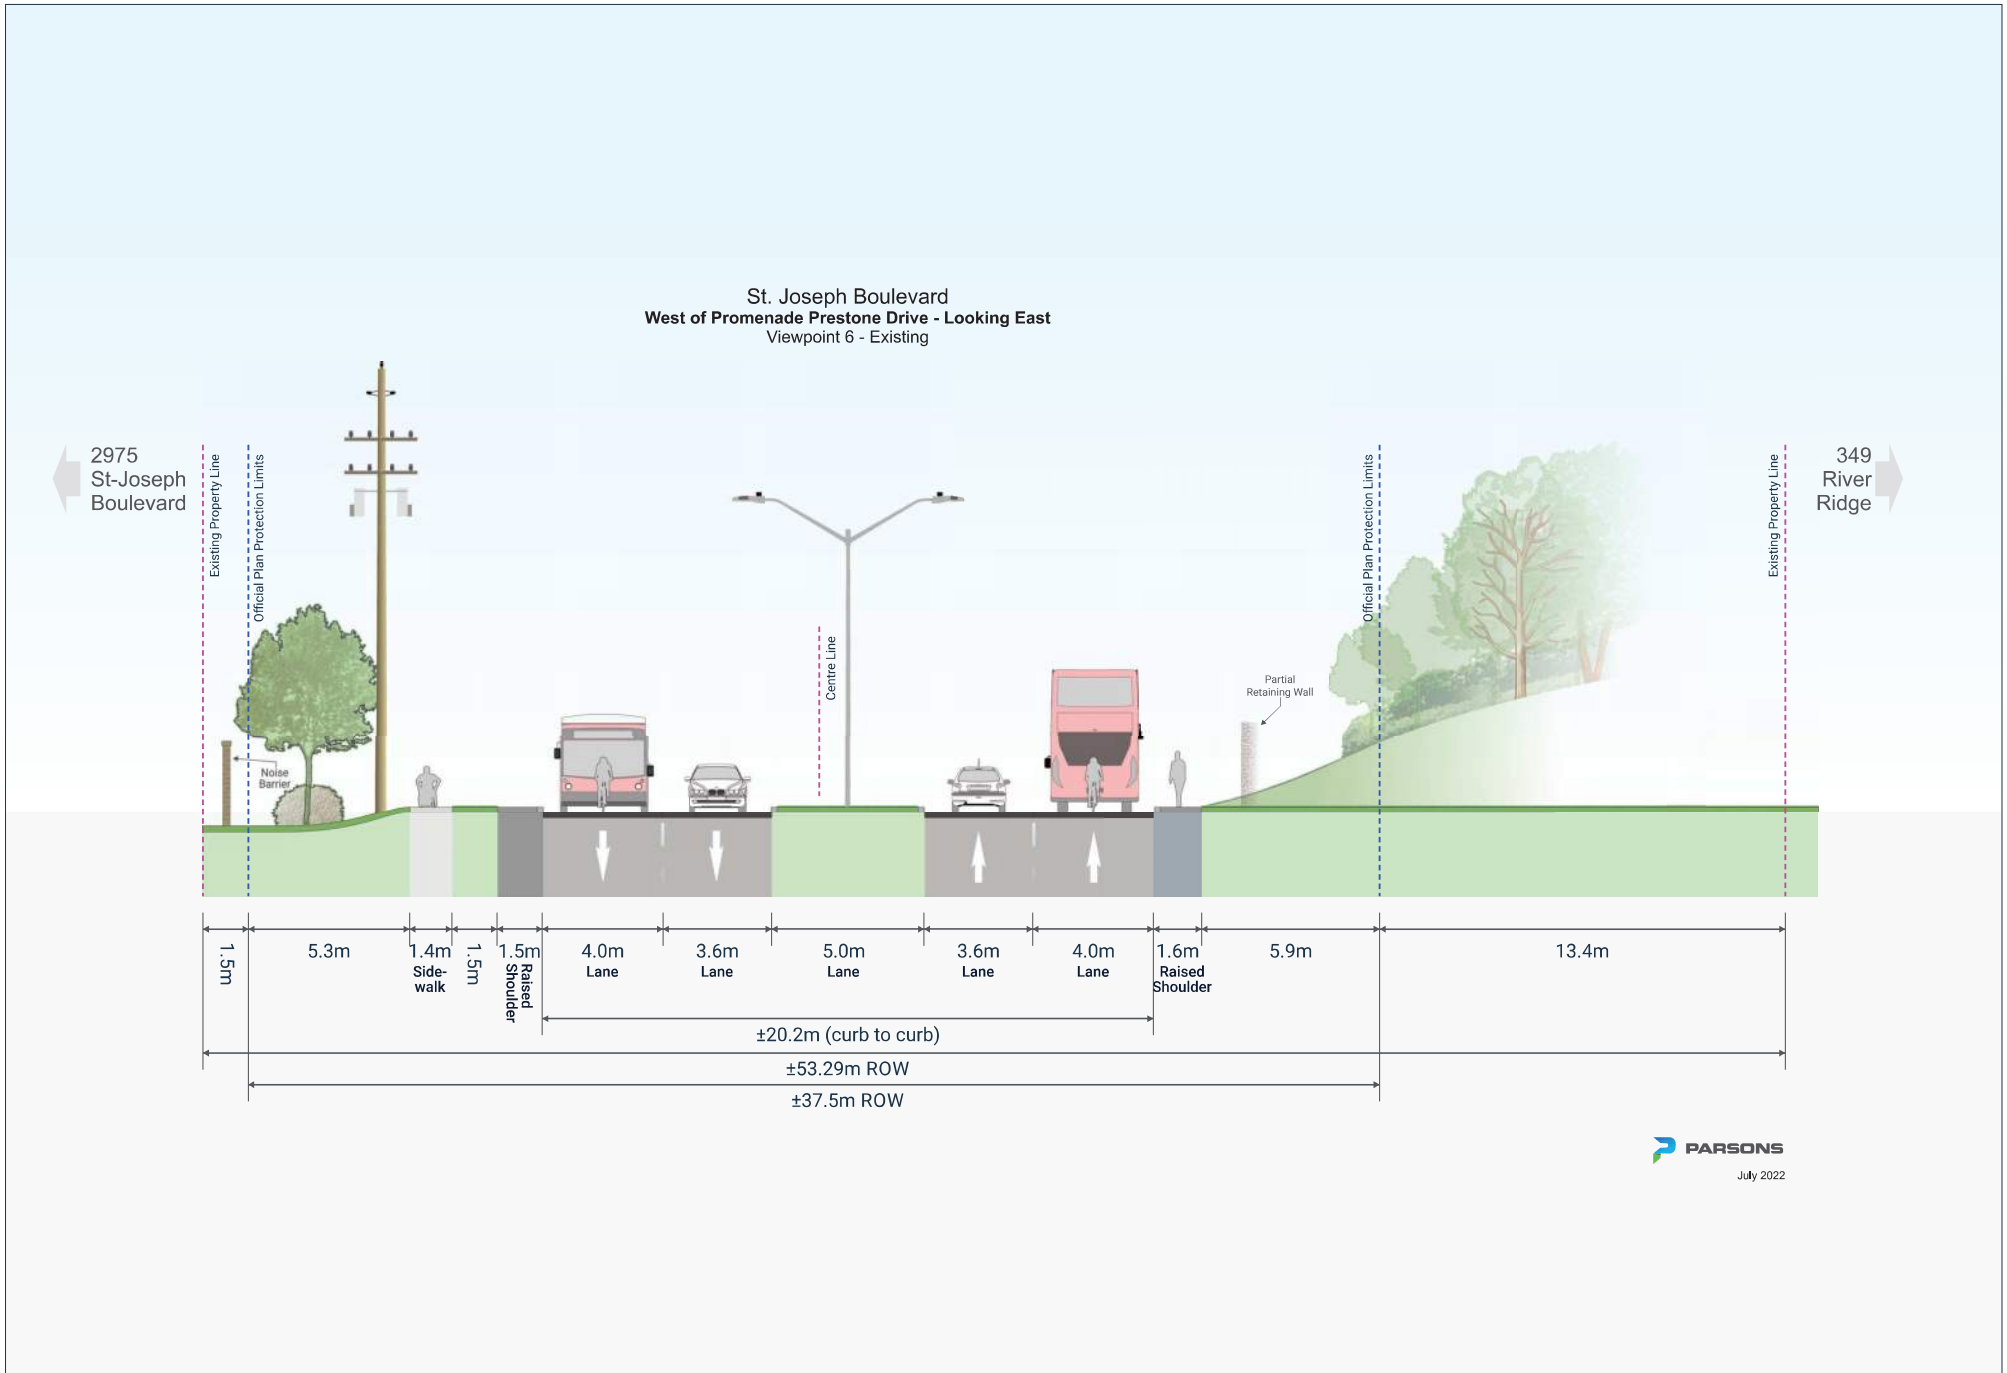 St. Joseph Boulevard
West of Promenade Prestone Drive - Looking East
Viewpoint 6 - Existing
2975
St-Joseph
Boulevard
Existing Property Line
Official Plan Protection Limits
Centre Line
Official Plan Protection Limits
Existing Property Line
349
River
Ridge
Noise
Barrier
Partial
Retaining Wall
1.5m
5.3m
1.4m
Side-
walk
1.5m
1.5m
Raised
Shoulder
4.0m
Lane
3.6m
Lane
5.0m
Lane
3.6m
Lane
4.0m
Lane
1.6m
Raised
Shoulder
5.9m
13.4m
±20.2m (curb to curb)
±53.29m ROW
±37.5m ROW
PARSONS
July 2022